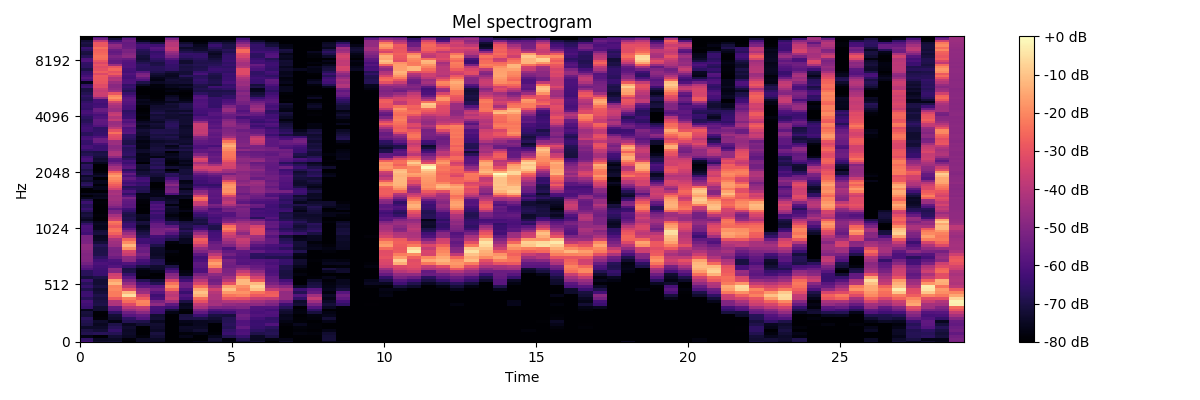 Mel spectrogram
8192
4096
2048
1024
512
0
Hz
0 5 10 15 20 25
Time
+0 dB
-10 dB
-20 dB
-30 dB
-40 dB
-50 dB
-60 dB
-70 dB
-80 dB